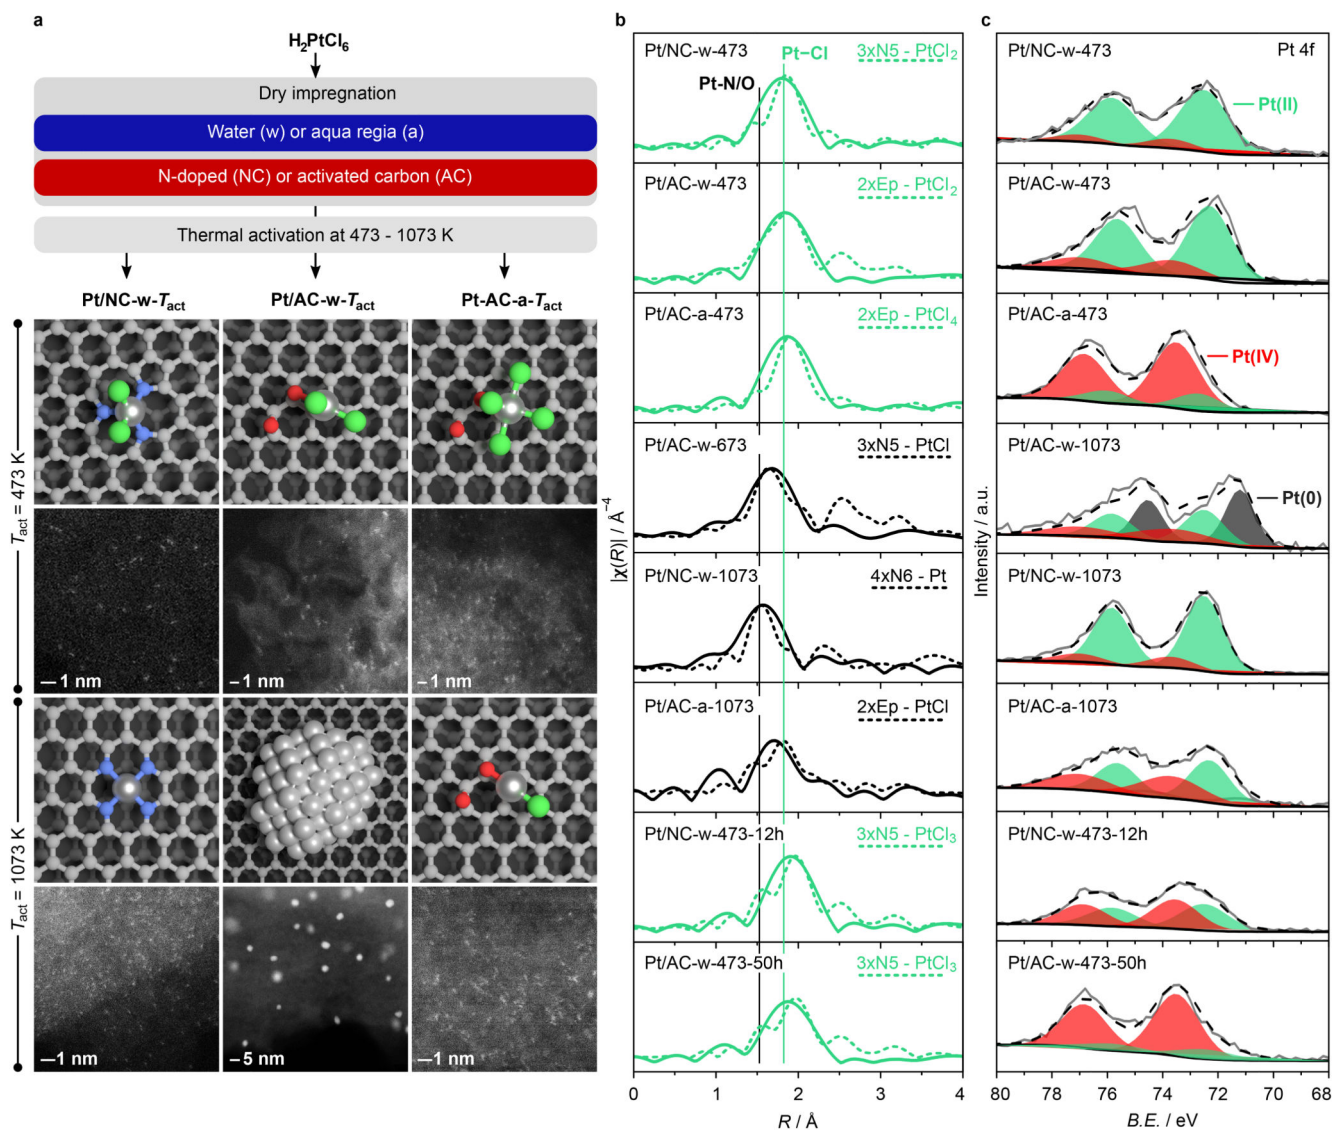 a
H₂PtCl₆
Dry impregnation
Water (w) or aqua regia (a)
N-doped (NC) or activated carbon (AC)
Thermal activation at 473 - 1073 K
Pt/NC-w-Tact
Pt/AC-w-Tact
Pt-AC-a-Tact
Tact = 473 K
1 nm
1 nm
1 nm
Tact = 1073 K
1 nm
5 nm
1 nm
b
Pt/NC-w-473
Pt−Cl
3xN5 - PtCl₂
Pt-N/O
Pt/AC-w-473
2xEp - PtCl₂
Pt/AC-a-473
2xEp - PtCl₄
Pt/AC-w-673
3xN5 - PtCl
Pt/NC-w-1073
4xN6 - Pt
Pt/AC-a-1073
2xEp - PtCl
Pt/NC-w-473-12h
3xN5 - PtCl₃
Pt/AC-w-473-50h
3xN5 - PtCl₃
|χ(R)| / Å⁻⁴
0 1 2 3 4
R / Å
c
Pt/NC-w-473
Pt 4f
Pt(II)
Pt/AC-w-473
Pt/AC-a-473
Pt(IV)
Pt/AC-w-1073
Pt(0)
Pt/NC-w-1073
Pt/AC-a-1073
Pt/NC-w-473-12h
Pt/AC-w-473-50h
Intensity / a.u.
80 78 76 74 72 70 68
B.E. / eV